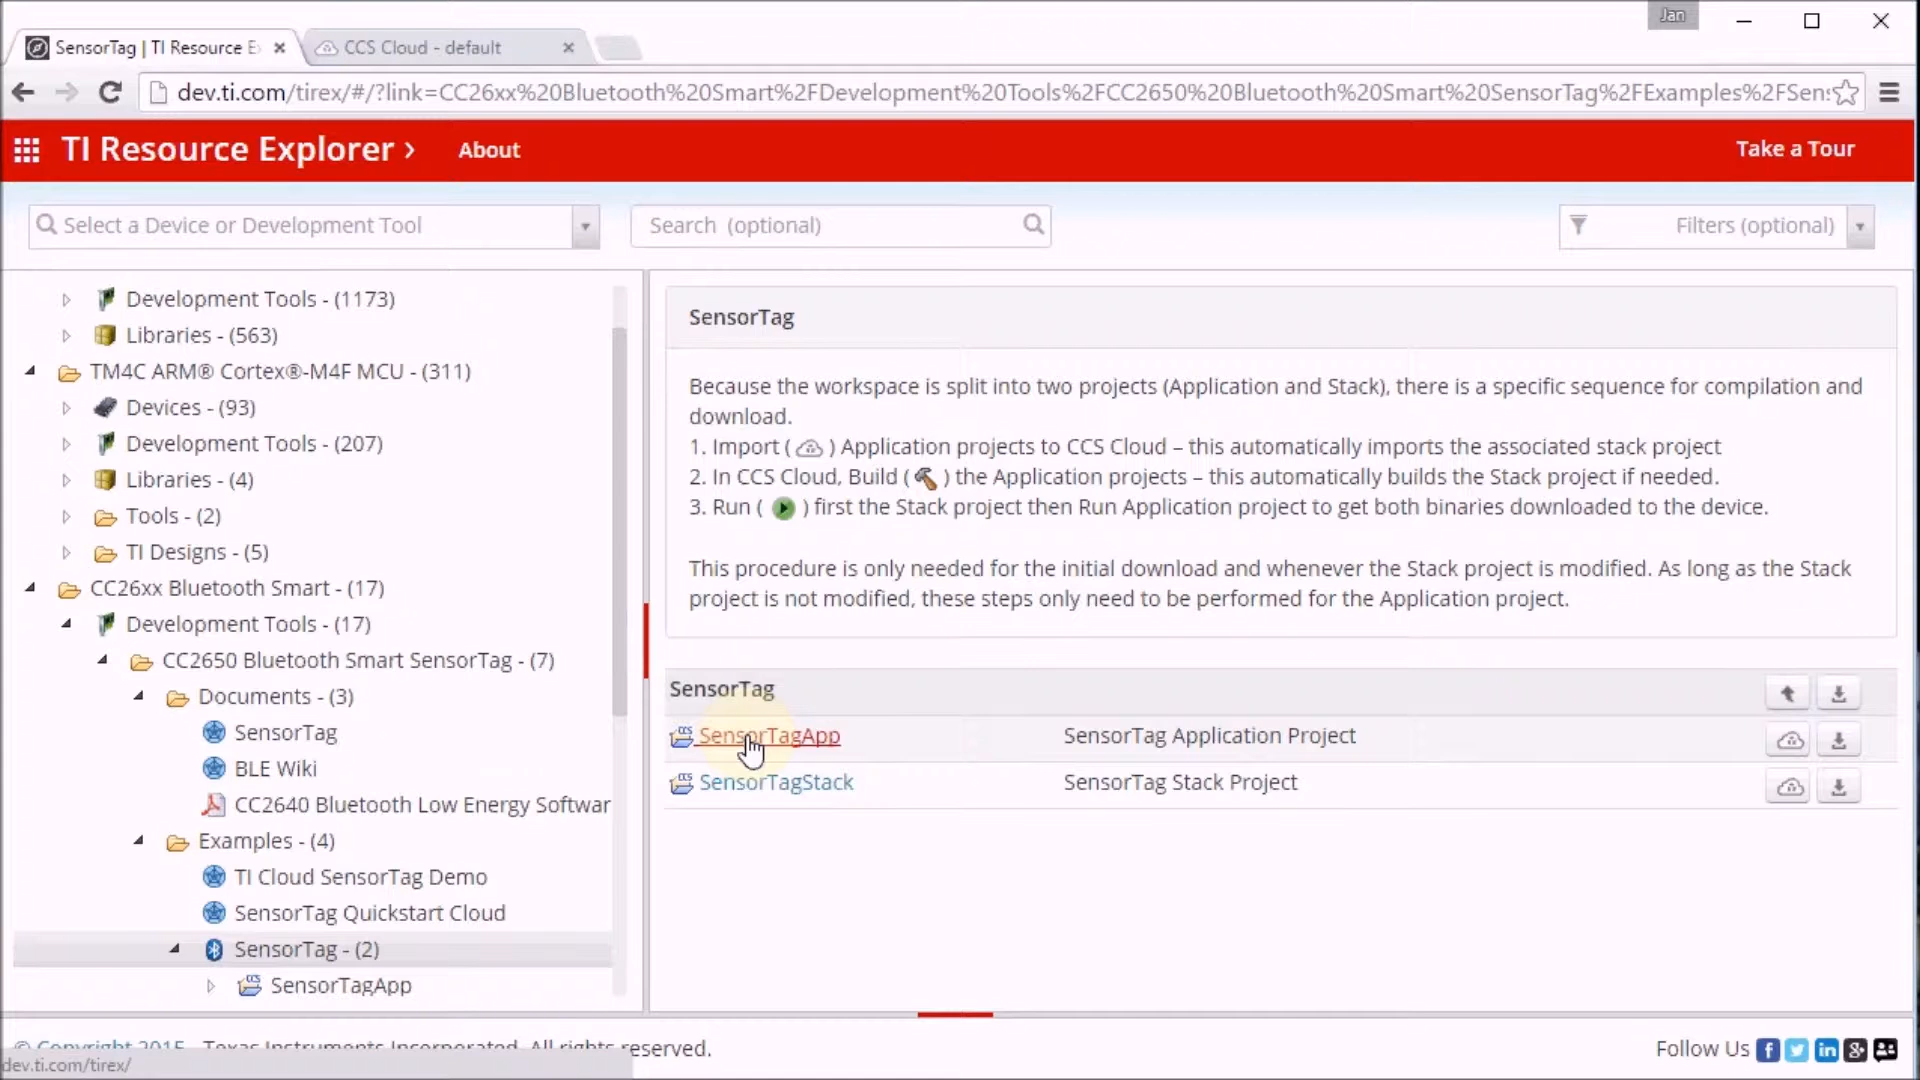 Jan
SensorTag | TI Resource E
CCS Cloud - default
dev.ti.com/tirex/#/?link=CC26xx%20Bluetooth%20Smart%2FDevelopment%20Tools%2FCC2650%20Bluetooth%20Smart%20SensorTag%2FExamples%2FSens
TI Resource Explorer › About
Take a Tour
Select a Device or Development Tool
Search (optional)
Filters (optional)
Development Tools - (1173)
Libraries - (563)
TM4C ARM® Cortex®-M4F MCU - (311)
Devices - (93)
Development Tools - (207)
Libraries - (4)
Tools - (2)
TI Designs - (5)
CC26xx Bluetooth Smart - (17)
Development Tools - (17)
CC2650 Bluetooth Smart SensorTag - (7)
Documents - (3)
SensorTag
BLE Wiki
CC2640 Bluetooth Low Energy Softwar
Examples - (4)
TI Cloud SensorTag Demo
SensorTag Quickstart Cloud
SensorTag - (2)
SensorTagApp
SensorTag
Because the workspace is split into two projects (Application and Stack), there is a specific sequence for compilation and
download.
1. Import ( ) Application projects to CCS Cloud – this automatically imports the associated stack project
2. In CCS Cloud, Build ( ) the Application projects – this automatically builds the Stack project if needed.
3. Run ( ) first the Stack project then Run Application project to get both binaries downloaded to the device.
This procedure is only needed for the initial download and whenever the Stack project is modified. As long as the Stack
project is not modified, these steps only need to be performed for the Application project.
SensorTag
SensorTagApp SensorTag Application Project
SensorTagStack SensorTag Stack Project
© Copyright 2015 Texas Instruments Incorporated. All rights reserved.
Follow Us
dev.ti.com/tirex/